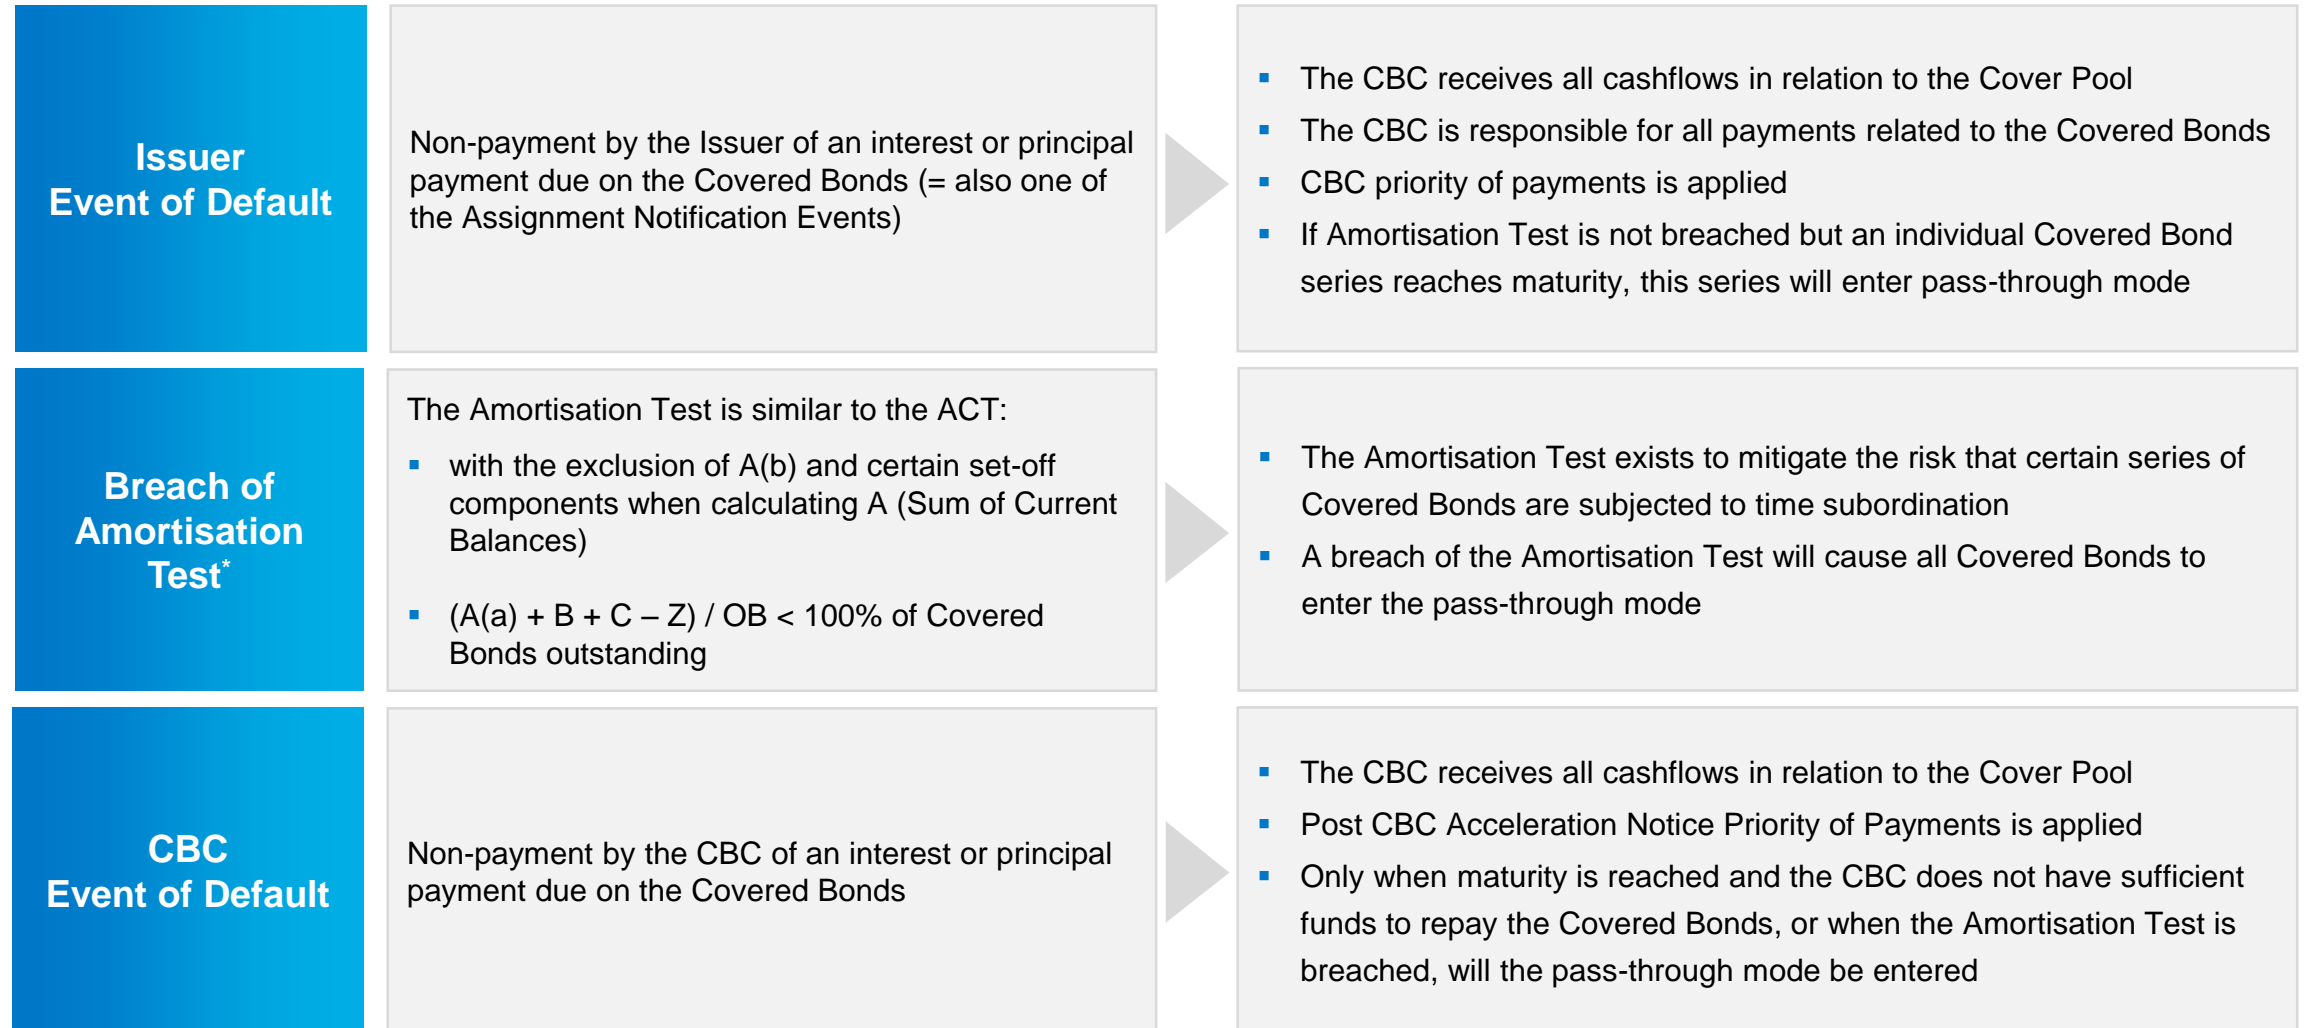 Issuer
Event of Default
Non-payment by the Issuer of an interest or principal
payment due on the Covered Bonds (= also one of
the Assignment Notification Events)
▪ The CBC receives all cashflows in relation to the Cover Pool
▪ The CBC is responsible for all payments related to the Covered Bonds
▪ CBC priority of payments is applied
▪ If Amortisation Test is not breached but an individual Covered Bond
series reaches maturity, this series will enter pass-through mode
Breach of
Amortisation
Test*
The Amortisation Test is similar to the ACT:
▪ with the exclusion of A(b) and certain set-off
components when calculating A (Sum of Current
Balances)
▪ (A(a) + B + C – Z) / OB < 100% of Covered
Bonds outstanding
▪ The Amortisation Test exists to mitigate the risk that certain series of
Covered Bonds are subjected to time subordination
▪ A breach of the Amortisation Test will cause all Covered Bonds to
enter the pass-through mode
CBC
Event of Default
Non-payment by the CBC of an interest or principal
payment due on the Covered Bonds
▪ The CBC receives all cashflows in relation to the Cover Pool
▪ Post CBC Acceleration Notice Priority of Payments is applied
▪ Only when maturity is reached and the CBC does not have sufficient
funds to repay the Covered Bonds, or when the Amortisation Test is
breached, will the pass-through mode be entered